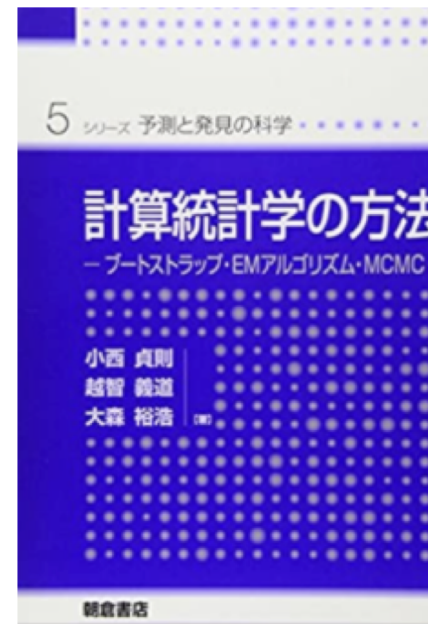 5 シリーズ 予測と発見の科学
計算統計学の方法
－ブートストラップ・EMアルゴリズム・MCMC
小西 貞則
越智 義道
大森 裕浩 [著]
朝倉書店